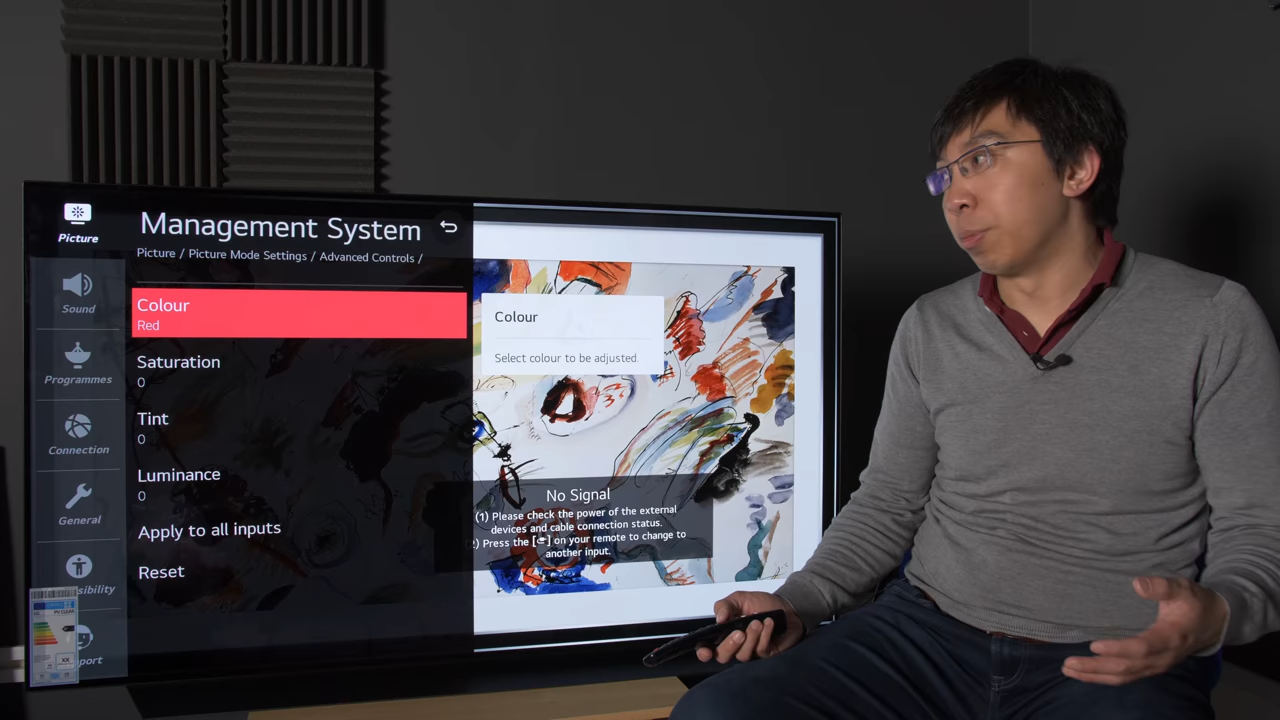 Picture
Sound
Programmes
Connection
General
sibility
port
Management System
Picture / Picture Mode Settings / Advanced Controls /
Colour
Red
Saturation
0
Tint
0
Luminance
0
Apply to all inputs
Reset
Colour
Select colour to be adjusted.
No Signal
(1) Please check the power of the external
devices and cable connection status.
2) Press the [ ] on your remote to change to
another input.
XX